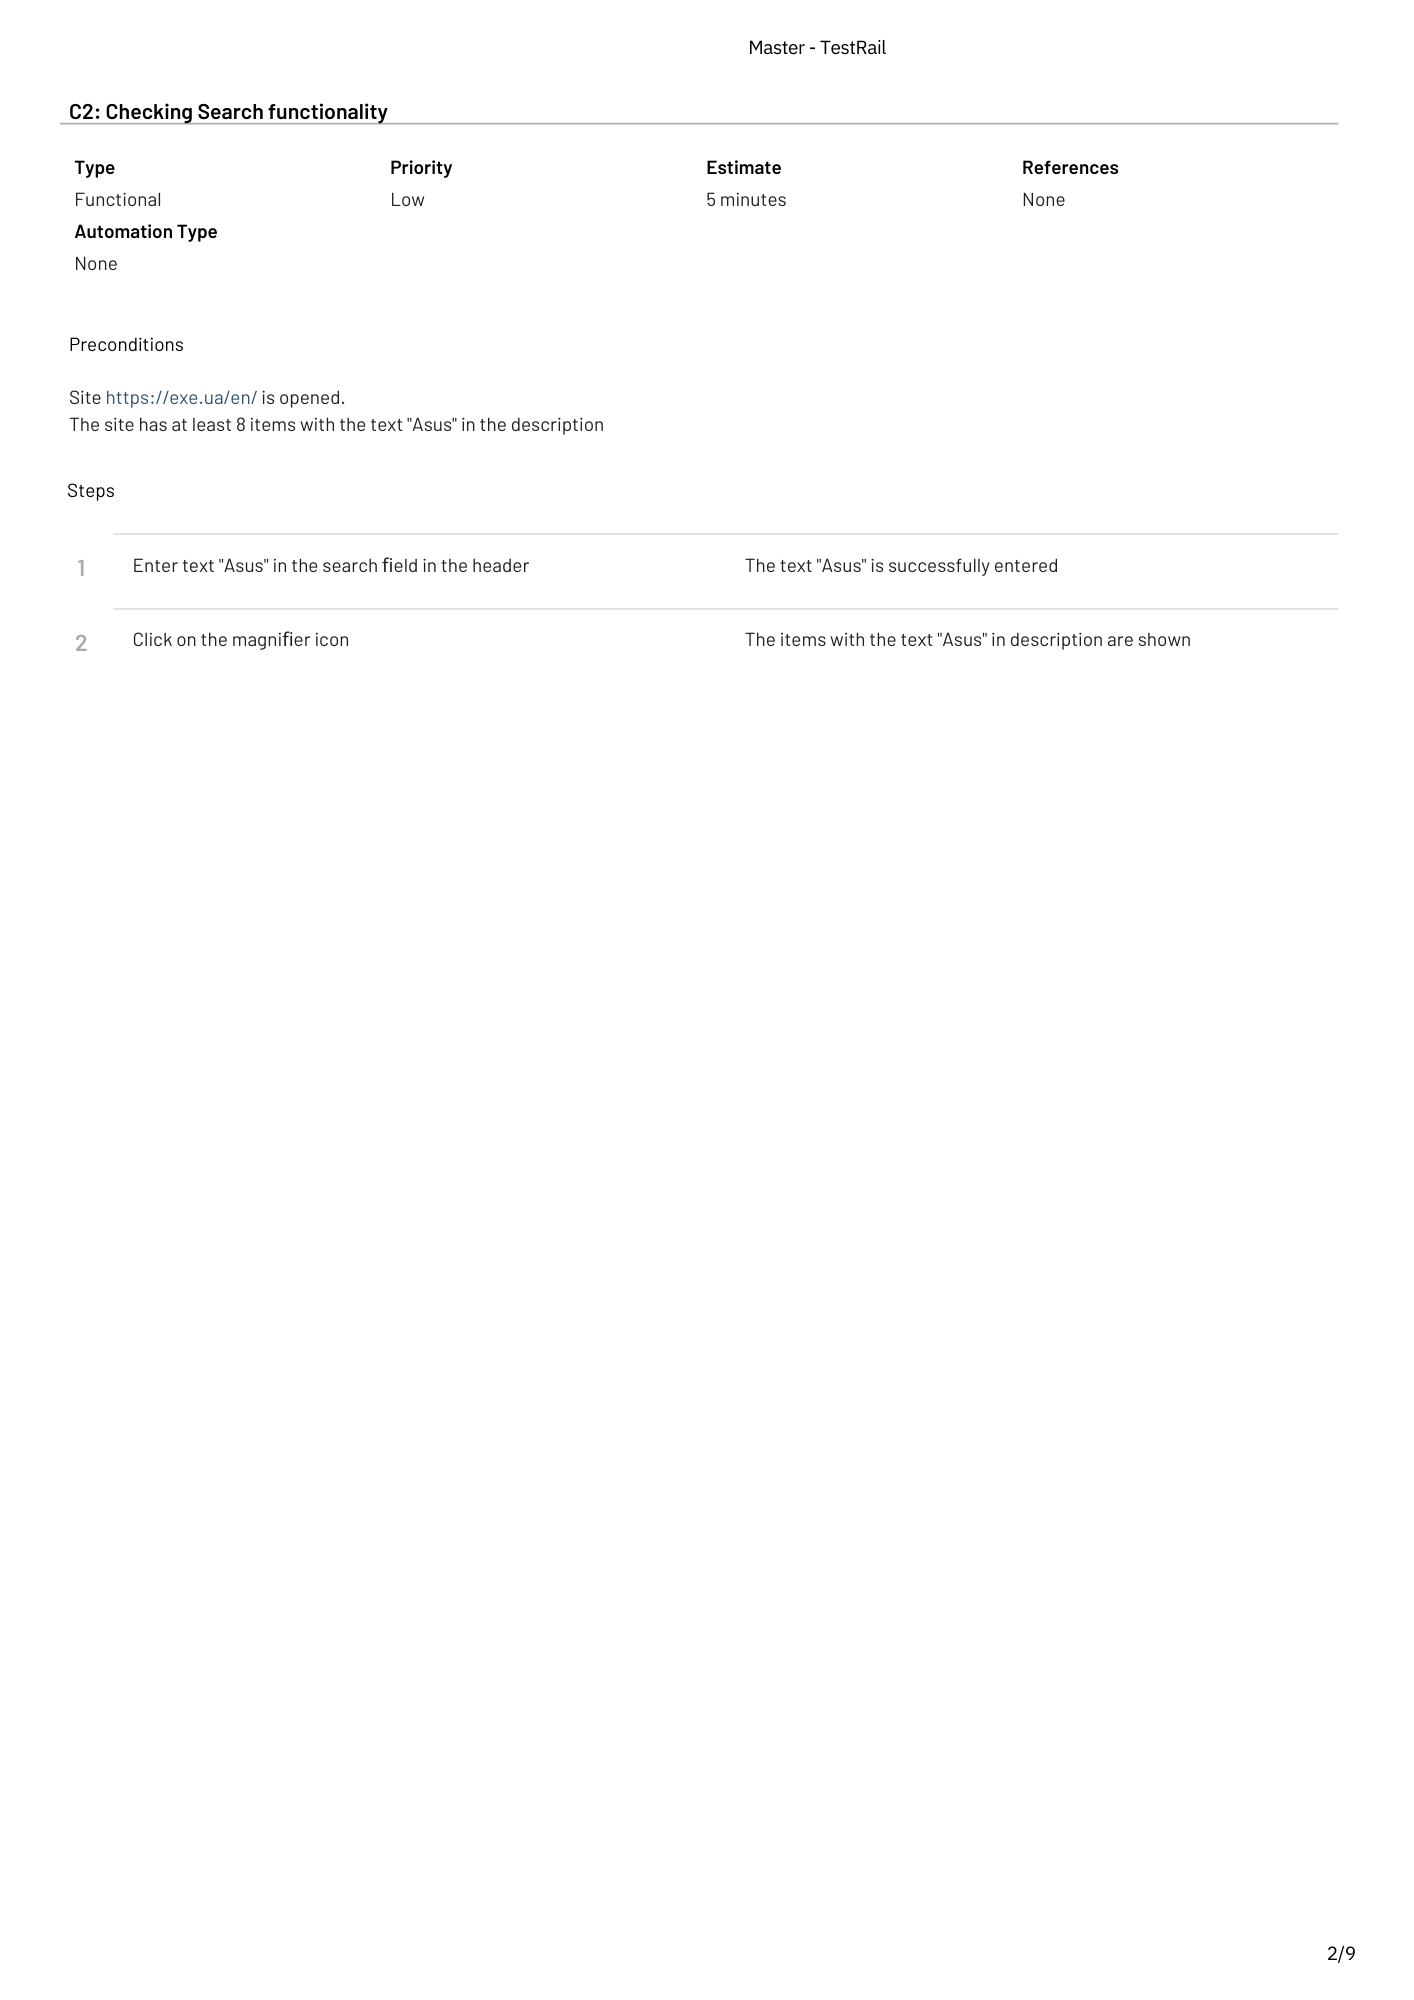 Master - TestRail
C2: Checking Search functionality
Type Priority Estimate References
Functional Low 5 minutes None
Automation Type
None
Preconditions
Site https://exe.ua/en/ is opened.
The site has at least 8 items with the text "Asus" in the description
Steps
1 Enter text "Asus" in the search field in the header The text "Asus" is successfully entered
2 Click on the magnifier icon The items with the text "Asus" in description are shown
2/9